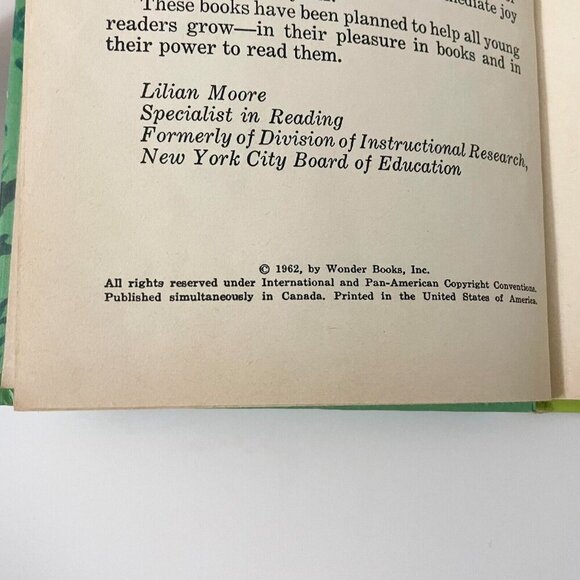 mediate joy
These books have been planned to help all young
readers grow—in their pleasure in books and in
their power to read them.
Lilian Moore
Specialist in Reading
Formerly of Division of Instructional Research,
New York City Board of Education
© 1962, by Wonder Books, Inc.
All rights reserved under International and Pan-American Copyright Conventions.
Published simultaneously in Canada. Printed in the United States of America.